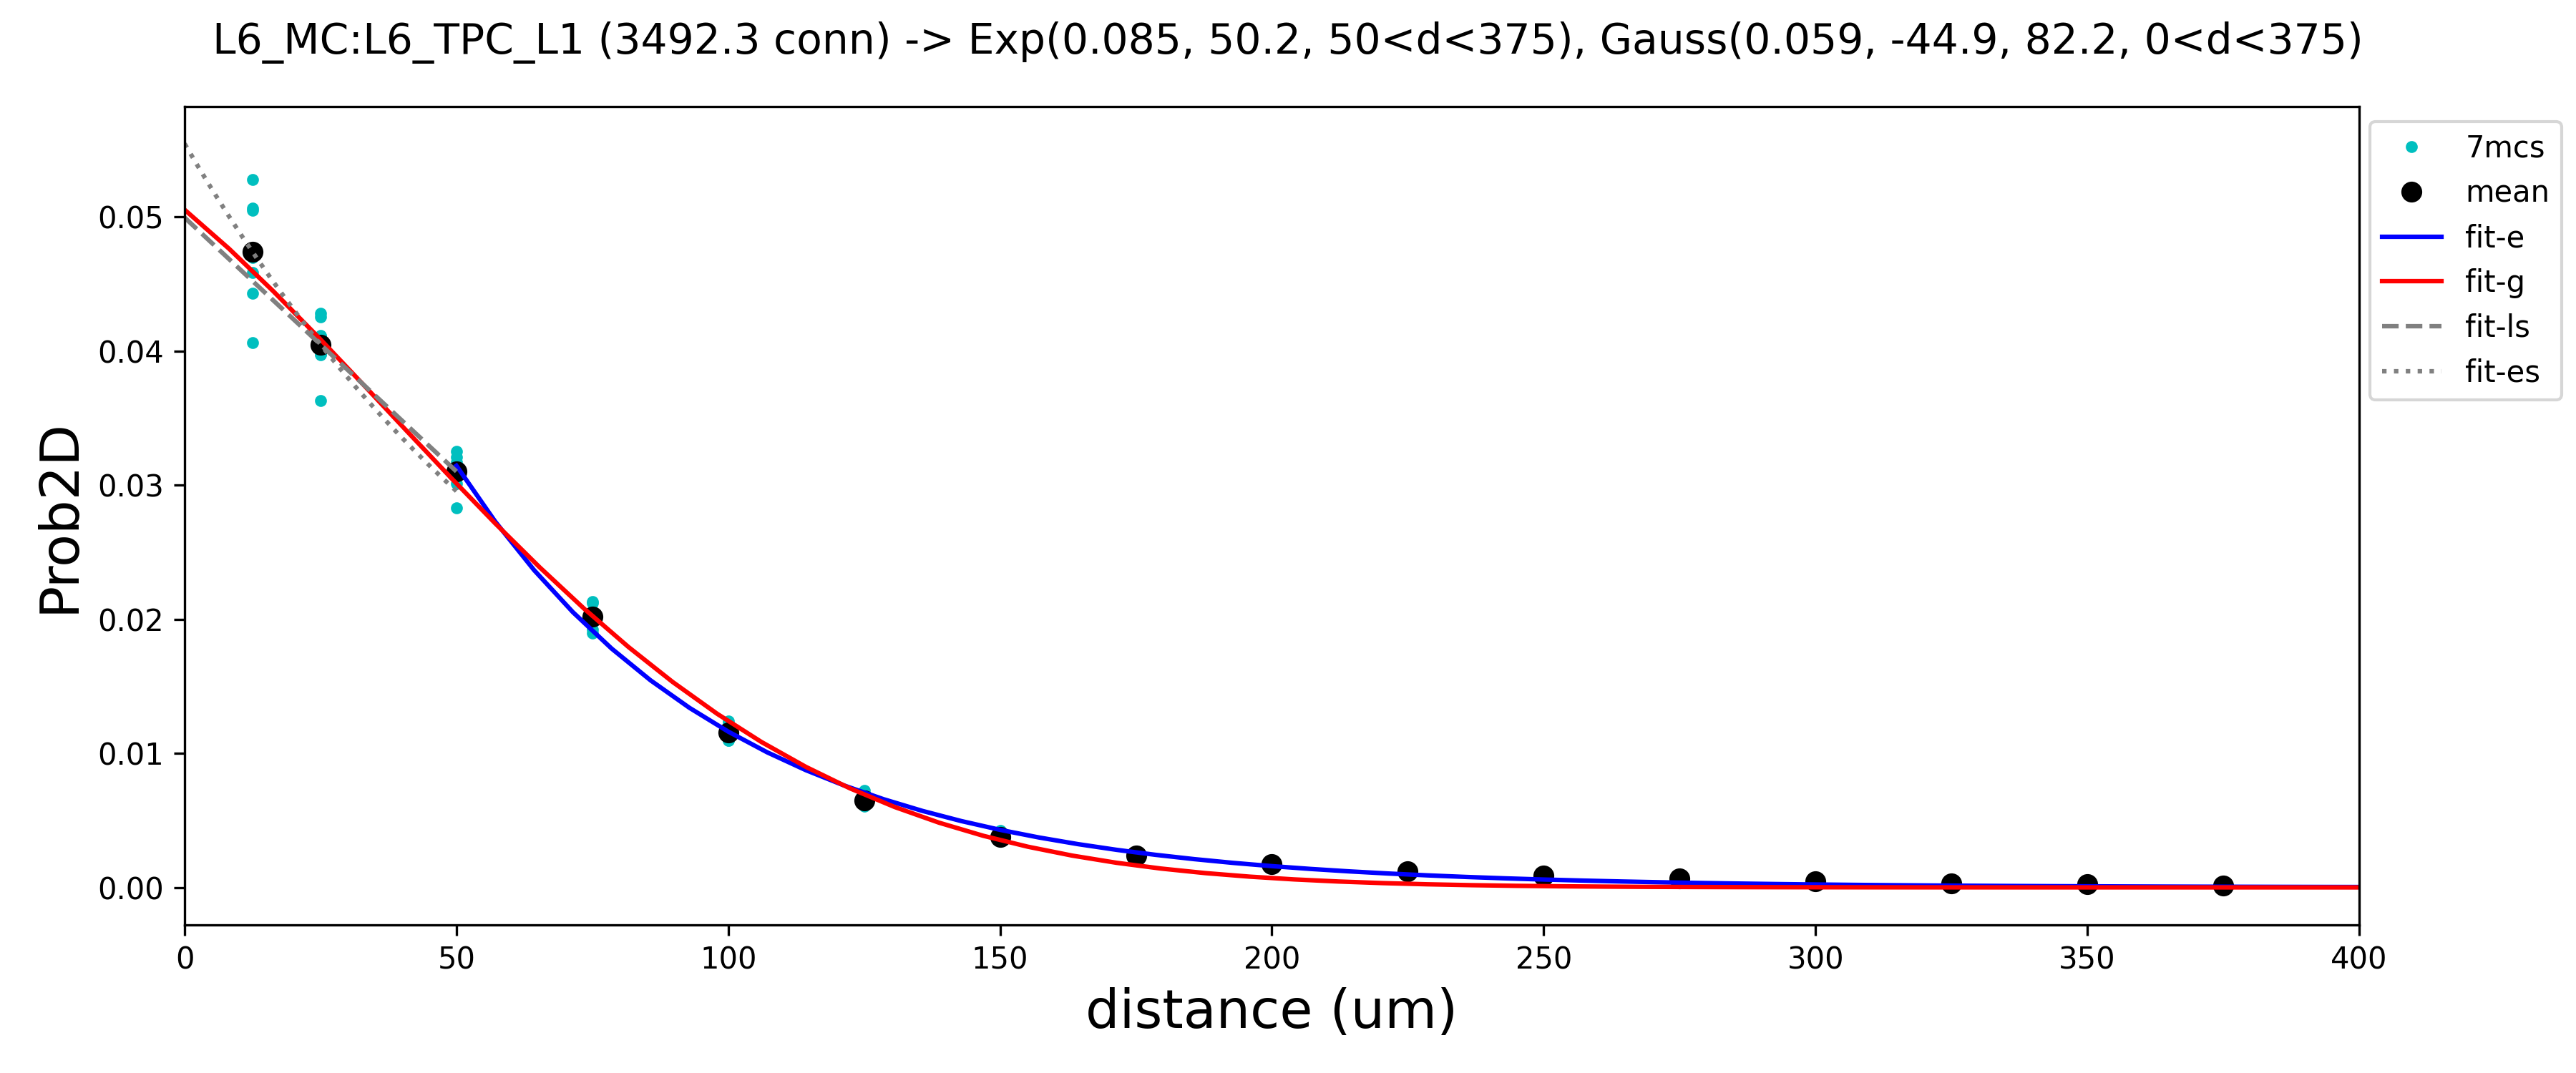 L6_MC:L6_TPC_L1 (3492.3 conn) -> Exp(0.085, 50.2, 50<d<375), Gauss(0.059, -44.9, 82.2, 0<d<375)
7mcs
mean
fit-e
fit-g
fit-ls
fit-es
Prob2D
0.05
0.04
0.03
0.02
0.01
0.00
0 50 100 150 200 250 300 350 400
distance (um)